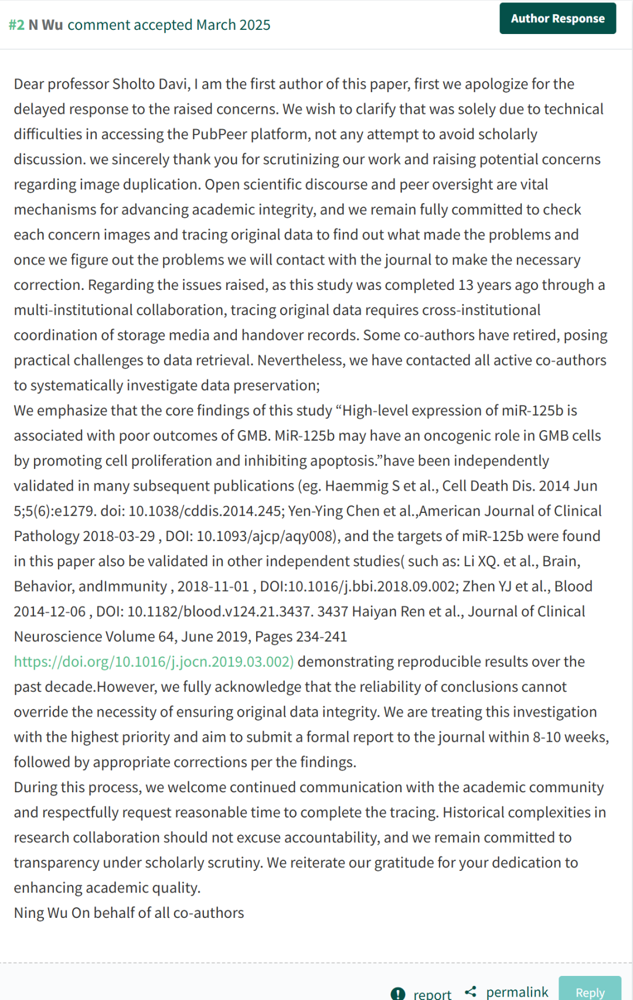 #2 N Wu comment accepted March 2025
Author Response
Dear professor Sholto Davi, I am the first author of this paper, first we apologize for the
delayed response to the raised concerns. We wish to clarify that was solely due to technical
difficulties in accessing the PubPeer platform, not any attempt to avoid scholarly
discussion. we sincerely thank you for scrutinizing our work and raising potential concerns
regarding image duplication. Open scientific discourse and peer oversight are vital
mechanisms for advancing academic integrity, and we remain fully committed to check
each concern images and tracing original data to find out what made the problems and
once we figure out the problems we will contact with the journal to make the necessary
correction. Regarding the issues raised, as this study was completed 13 years ago through a
multi-institutional collaboration, tracing original data requires cross-institutional
coordination of storage media and handover records. Some co-authors have retired, posing
practical challenges to data retrieval. Nevertheless, we have contacted all active co-authors
to systematically investigate data preservation;
We emphasize that the core findings of this study “High-level expression of miR-125b is
associated with poor outcomes of GMB. MiR-125b may have an oncogenic role in GMB cells
by promoting cell proliferation and inhibiting apoptosis.”have been independently
validated in many subsequent publications (eg. Haemmig S et al., Cell Death Dis. 2014 Jun
5;5(6):e1279. doi: 10.1038/cddis.2014.245; Yen-Ying Chen et al.,American Journal of Clinical
Pathology 2018-03-29 , DOI: 10.1093/ajcp/aqy008), and the targets of miR-125b were found
in this paper also be validated in other independent studies( such as: Li XQ. et al., Brain,
Behavior, andImmunity , 2018-11-01 , DOI:10.1016/j.bbi.2018.09.002; Zhen YJ et al., Blood
2014-12-06 , DOI: 10.1182/blood.v124.21.3437. 3437 Haiyan Ren et al., Journal of Clinical
Neuroscience Volume 64, June 2019, Pages 234-241
https://doi.org/10.1016/j.jocn.2019.03.002) demonstrating reproducible results over the
past decade.However, we fully acknowledge that the reliability of conclusions cannot
override the necessity of ensuring original data integrity. We are treating this investigation
with the highest priority and aim to submit a formal report to the journal within 8-10 weeks,
followed by appropriate corrections per the findings.
During this process, we welcome continued communication with the academic community
and respectfully request reasonable time to complete the tracing. Historical complexities in
research collaboration should not excuse accountability, and we remain committed to
transparency under scholarly scrutiny. We reiterate our gratitude for your dedication to
enhancing academic quality.
Ning Wu On behalf of all co-authors
report permalink Reply